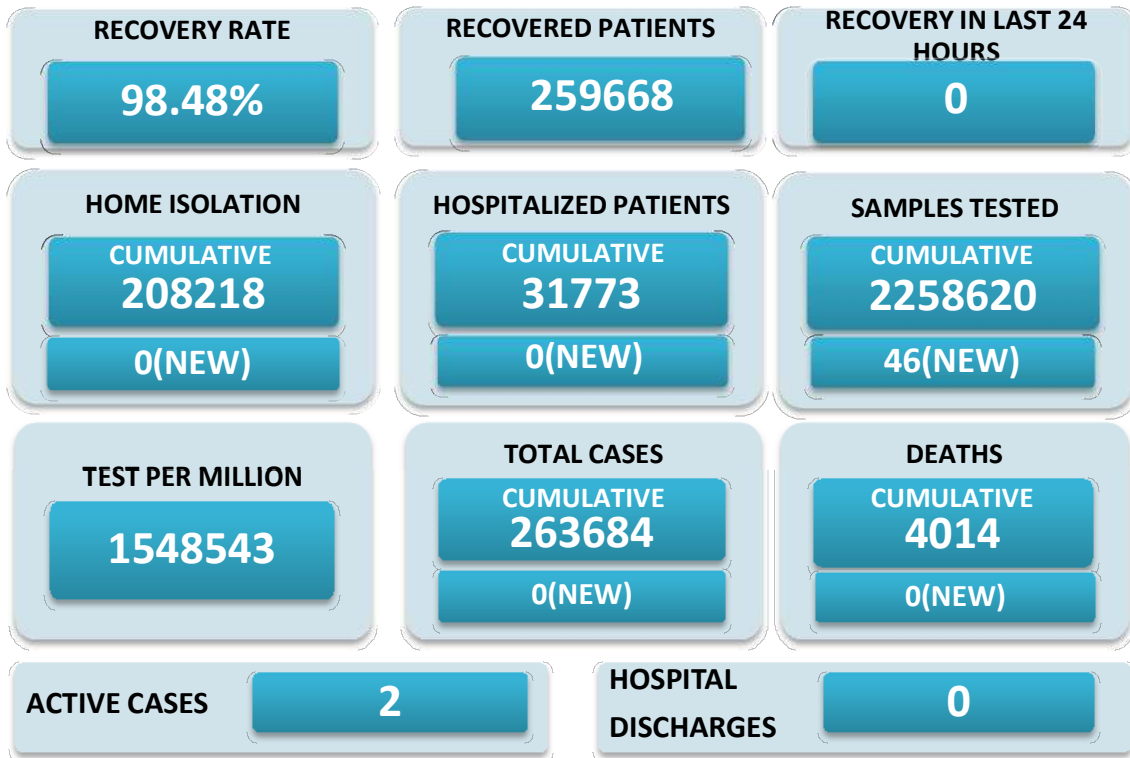 RECOVERY RATE
98.48%
RECOVERED PATIENTS
259668
RECOVERY IN LAST 24
HOURS
0
HOME ISOLATION
CUMULATIVE
208218
0(NEW)
HOSPITALIZED PATIENTS
CUMULATIVE
31773
0(NEW)
SAMPLES TESTED
CUMULATIVE
2258620
46(NEW)
TEST PER MILLION
1548543
TOTAL CASES
CUMULATIVE
263684
0(NEW)
DEATHS
CUMULATIVE
4014
0(NEW)
ACTIVE CASES
2
HOSPITAL
DISCHARGES
0